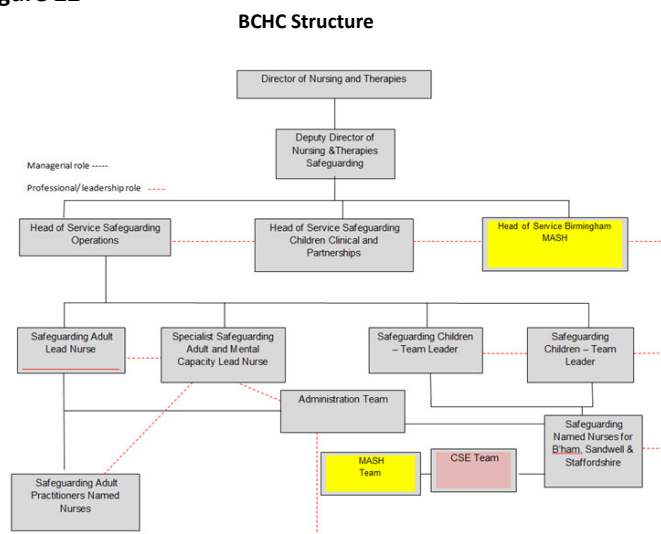 BCHC Structure
Director of Nursing and Therapies
Deputy Director of
Nursing &Therapies
Safeguarding
Managerial role -----
Professional/ leadership role ----
Head of Service Safeguarding
Operations
Head of Service Safeguarding
Children Clinical and
Partnerships
Head of Service Birmingham
MASH
Safeguarding Adult
Lead Nurse
Specialist Safeguarding
Adult and Mental
Capacity Lead Nurse
Safeguarding Children
– Team Leader
Safeguarding
Children – Team
Leader
Administration Team
Safeguarding
Named Nurses for
B'ham, Sandwell &
Staffordshire
MASH
Team
CSE Team
Safeguarding Adult
Practitioners Named
Nurses